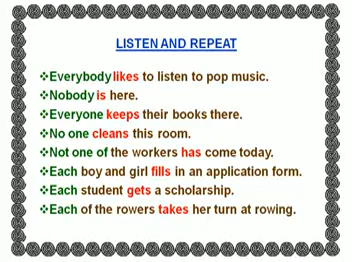 LISTEN AND REPEAT
❖Everybody likes to listen to pop music.
❖Nobody is here.
❖Everyone keeps their books there.
❖No one cleans this room.
❖Not one of the workers has come today.
❖Each boy and girl fills in an application form.
❖Each student gets a scholarship.
❖Each of the rowers takes her turn at rowing.